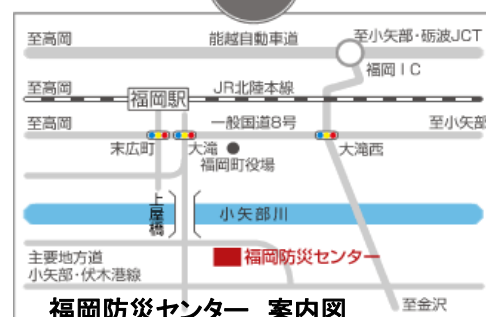 至高岡
能越自動車道
至小矢部・砺波JCT
福岡IC
至高岡
JR北陸本線
福岡駅
至高岡
一般国道8号
至小矢部
末広町
大滝
福岡町役場
大滝西
上屋橋
小矢部川
主要地方道
小矢部・伏木港線
福岡防災センター
福岡防災センター 案内図
至金沢